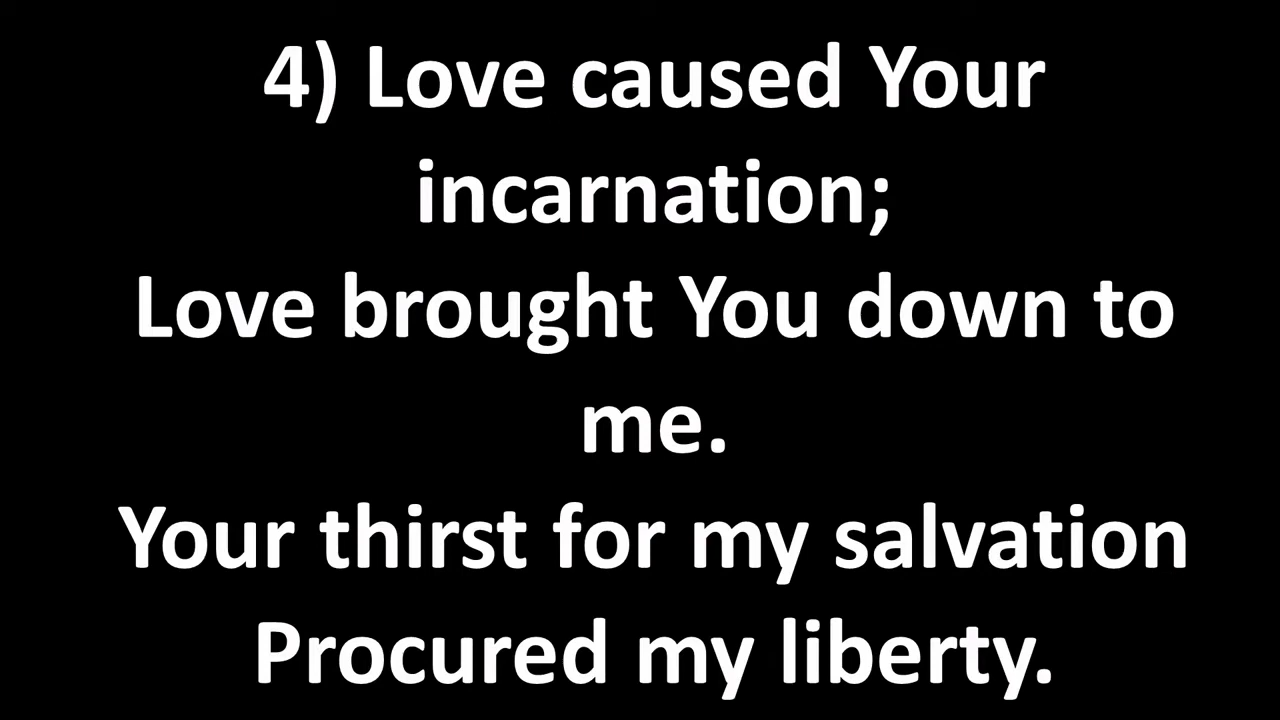 4) Love caused Your
incarnation;
Love brought You down to
me.
Your thirst for my salvation
Procured my liberty.